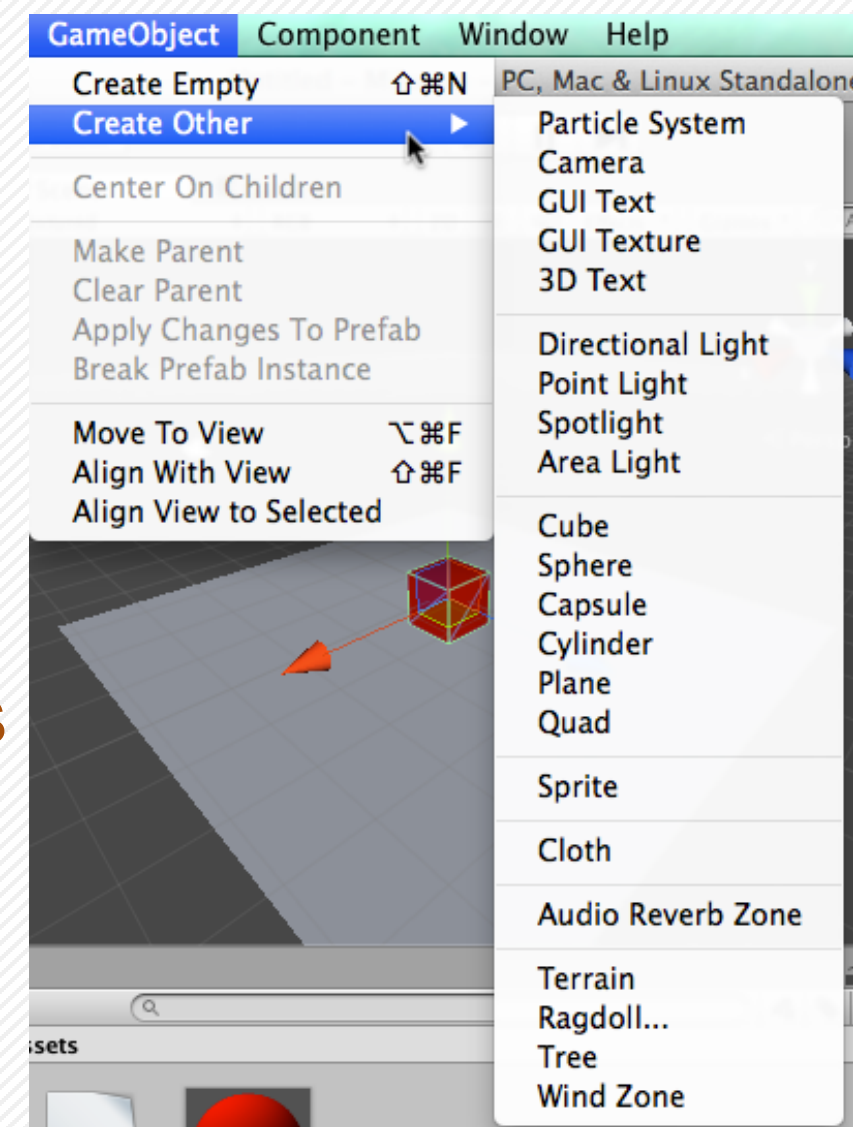 GameObject Component Window Help
Create Empty ⇧⌘N
PC, Mac & Linux Standalone
Create Other ▶
Center On Children
Make Parent
Clear Parent
Apply Changes To Prefab
Break Prefab Instance
Move To View ⌥⌘F
Align With View ⇧⌘F
Align View to Selected
Particle System
Camera
GUI Text
GUI Texture
3D Text
Directional Light
Point Light
Spotlight
Area Light
Cube
Sphere
Capsule
Cylinder
Plane
Quad
Sprite
Cloth
Audio Reverb Zone
Terrain
Ragdoll...
Tree
Wind Zone
s
ssets